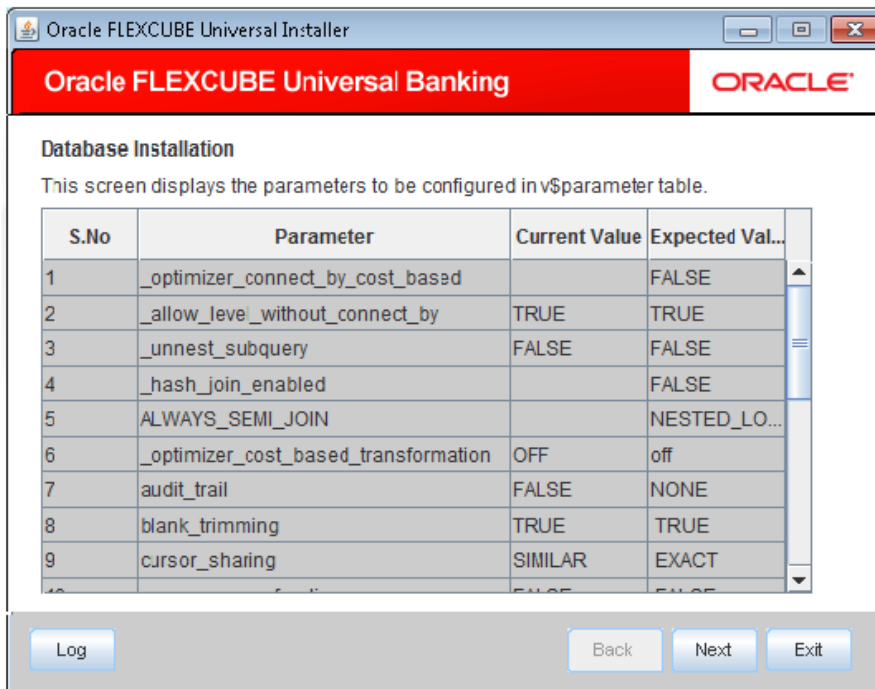 Oracle FLEXCUBE Universal Installer
Oracle FLEXCUBE Universal Banking
ORACLE
Database Installation
This screen displays the parameters to be configured in v$parameter table.
S.No Parameter Current Value Expected Val...
1 _optimizer_connect_by_cost_based FALSE
2 _allow_level_without_connect_by TRUE TRUE
3 _unnest_subquery FALSE FALSE
4 _hash_join_enabled FALSE
5 ALWAYS_SEMI_JOIN NESTED_LO...
6 _optimizer_cost_based_transformation OFF off
7 audit_trail FALSE NONE
8 blank_trimming TRUE TRUE
9 cursor_sharing SIMILAR EXACT
Log Back Next Exit